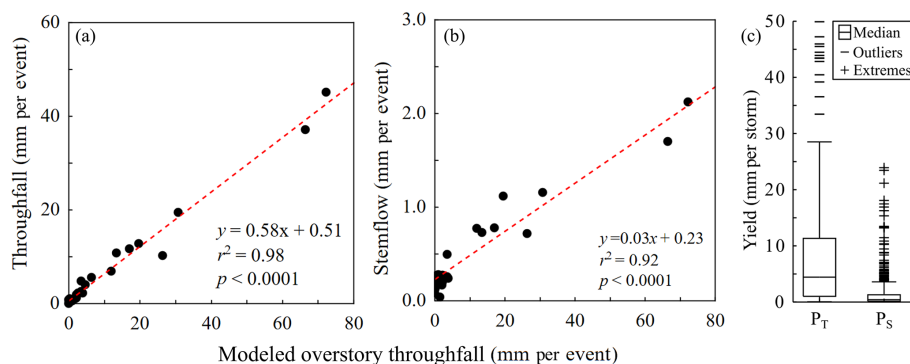 (a)
Throughfall (mm per event)
60
40
20
0
y = 0.58x + 0.51
r² = 0.98
p < 0.0001
0 20 40 60 80
(b)
Stemflow (mm per event)
3.0
2.0
1.0
0.0
y=0.03x + 0.23
r² = 0.92
p < 0.0001
0 20 40 60 80
Modeled overstory throughfall (mm per event)
(c)
Yield (mm per storm)
50
40
30
20
10
0
Median
Outliers
Extremes
P_T P_S